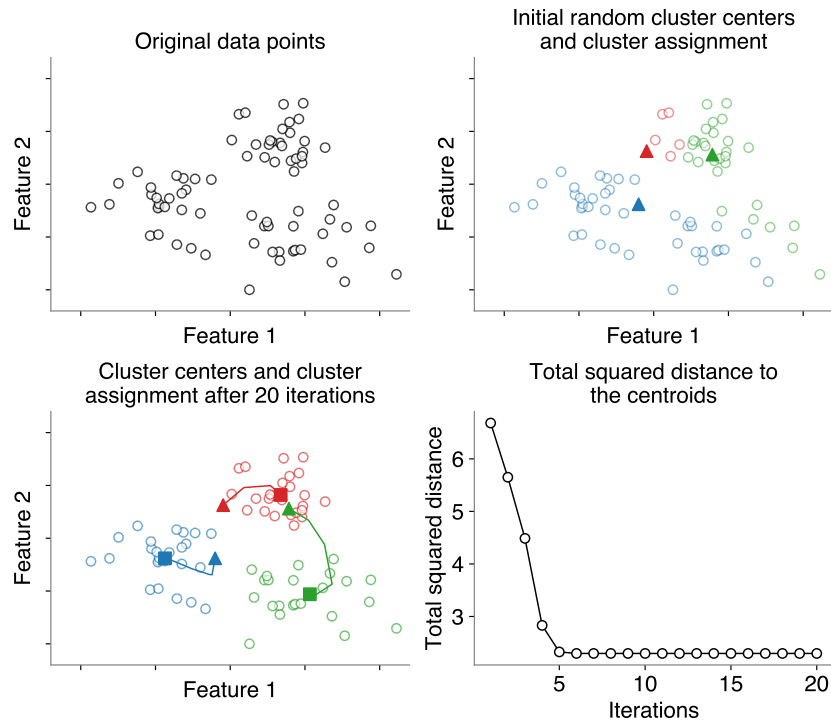 Original data points
Feature 2
Feature 1
Initial random cluster centers
and cluster assignment
Feature 2
Feature 1
Cluster centers and cluster
assignment after 20 iterations
Feature 2
Feature 1
Total squared distance to
the centroids
Total squared distance
6
5
4
3
5
10
15
20
Iterations